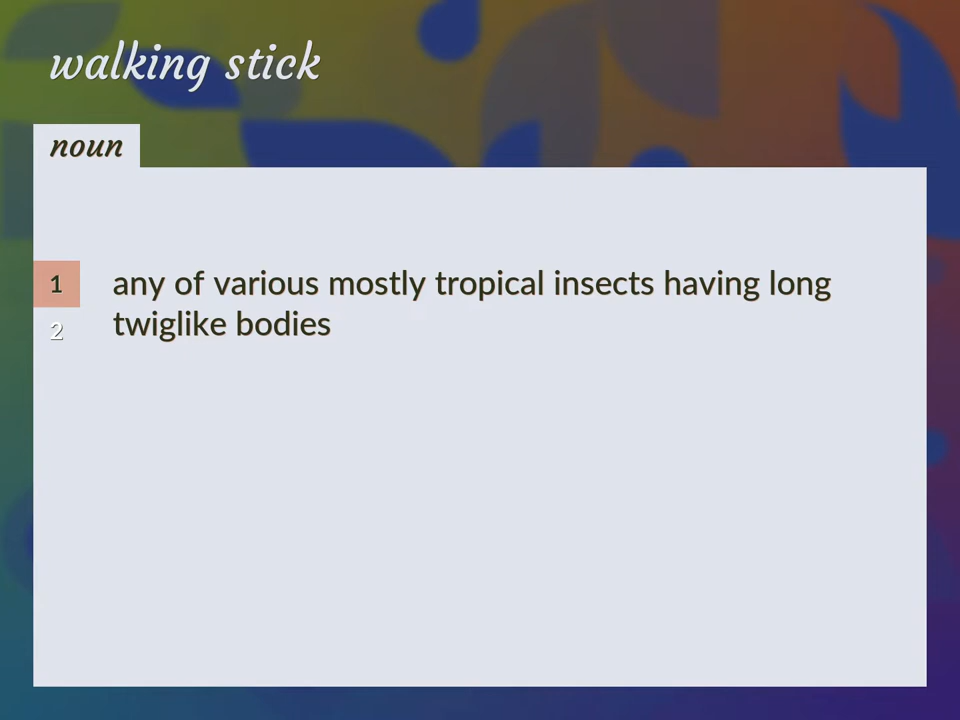 walking stick
noun
1 any of various mostly tropical insects having long
twiglike bodies
2